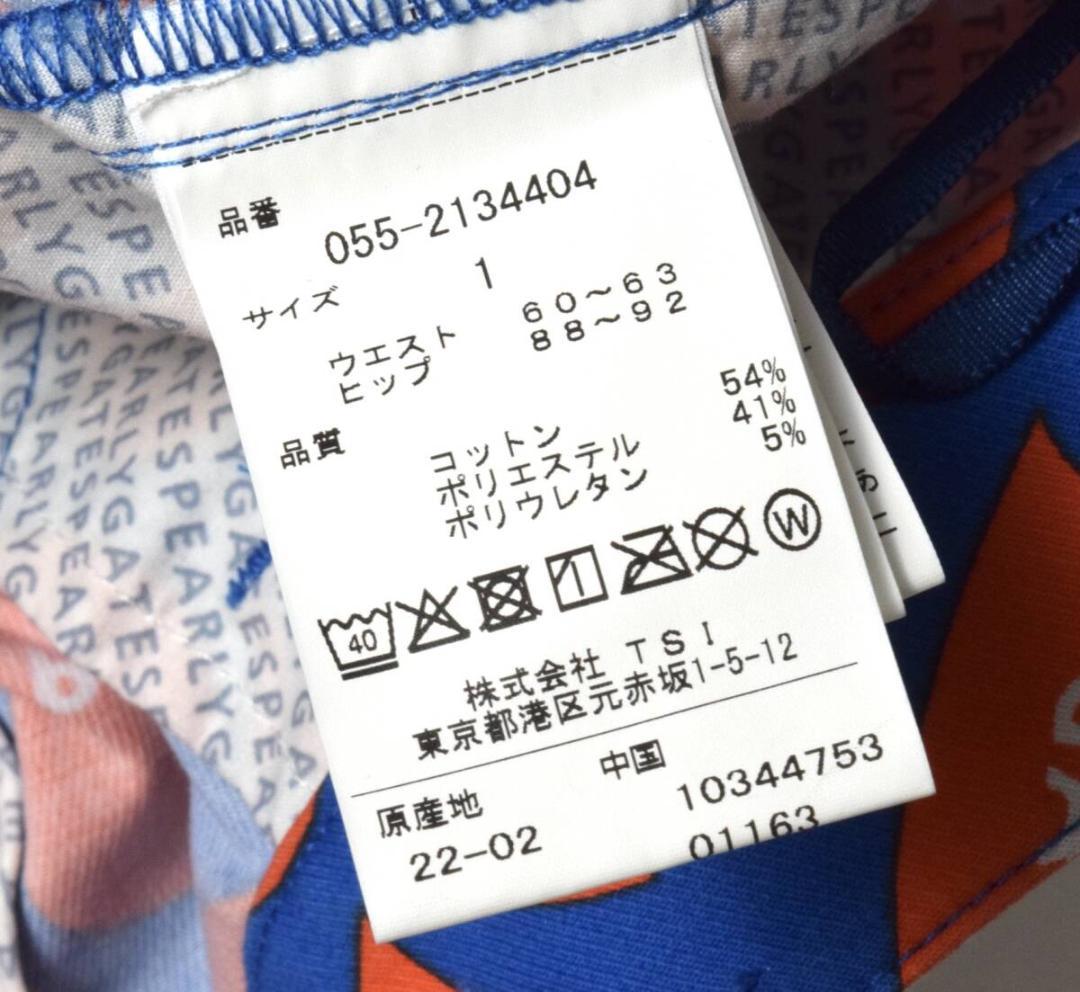 品番
055-2134404
サイズ 1
ウエスト 60~63
ヒップ 88~92
品質
コットン 54%
ポリエステル 41%
ポリウレタン 5%
40
W
株式会社 TSI
東京都港区元赤坂1-5-12
原産地 中国
22-02 10344753
01163
PEARLYGATES